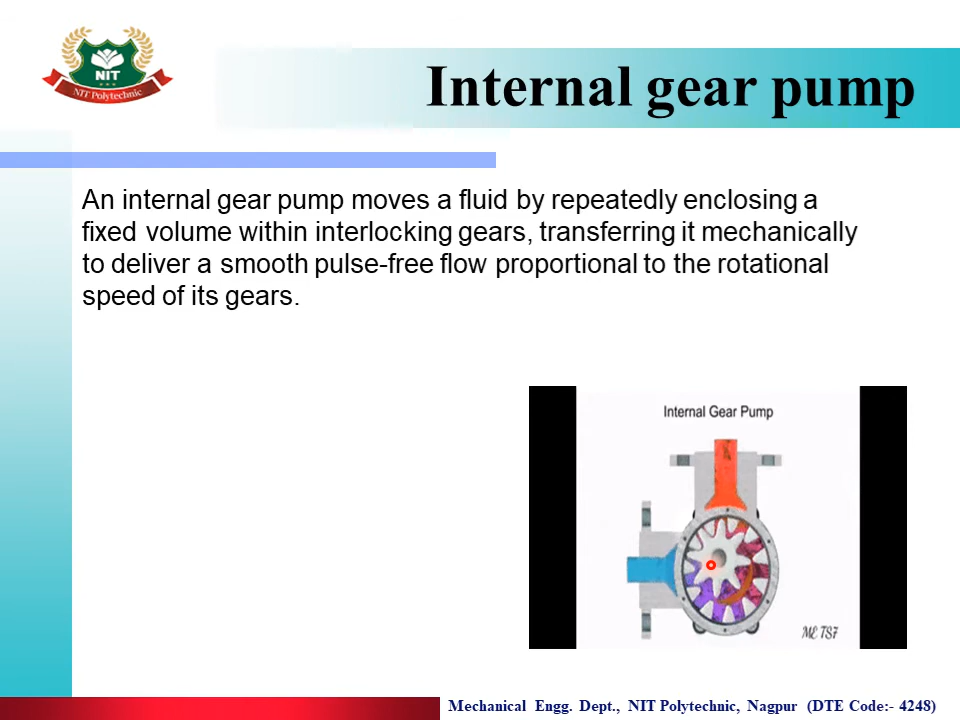 NIT
NIT Polytechnic
Internal gear pump
An internal gear pump moves a fluid by repeatedly enclosing a
fixed volume within interlocking gears, transferring it mechanically
to deliver a smooth pulse-free flow proportional to the rotational
speed of its gears.
Internal Gear Pump
Mechanical Engg. Dept., NIT Polytechnic, Nagpur (DTE Code:- 4248)